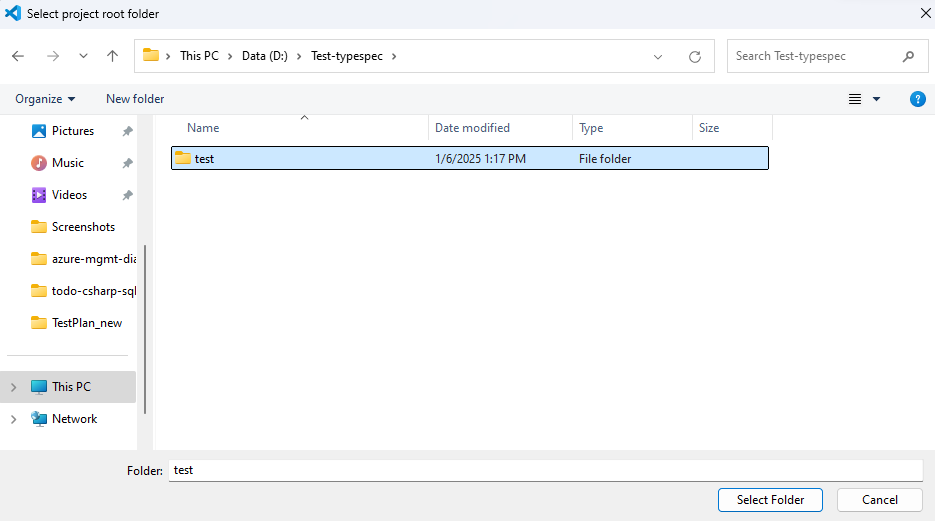 Select project root folder
This PC > Data (D:) > Test-typespec >
Search Test-typespec
Organize
New folder
?
Name
Date modified
Type
Size
test
1/6/2025 1:17 PM
File folder
Pictures
Music
Videos
Screenshots
azure-mgmt-dia
todo-csharp-sql
TestPlan_new
This PC
Network
Folder:
test
Select Folder
Cancel